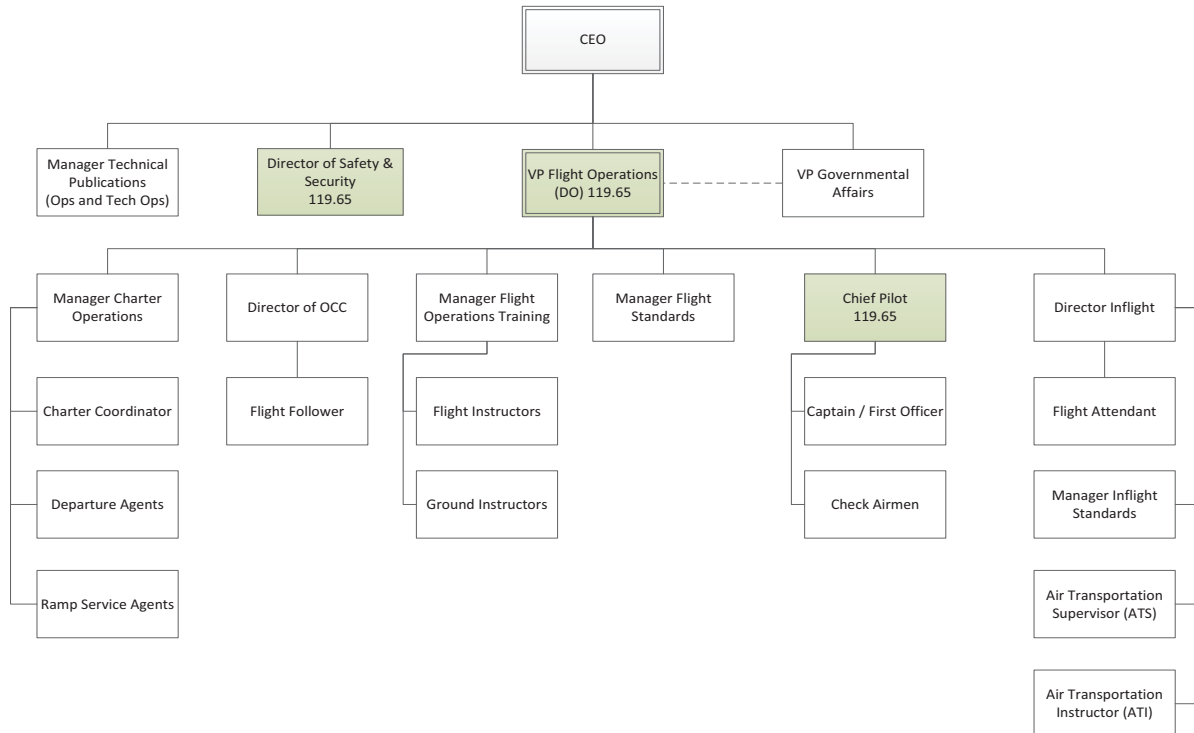 CEO
Manager Technical
Publications
(Ops and Tech Ops)
Director of Safety &
Security
119.65
VP Flight Operations
(DO) 119.65
VP Governmental
Affairs
Manager Charter
Operations
Director of OCC
Manager Flight
Operations Training
Manager Flight
Standards
Chief Pilot
119.65
Director Inflight
Charter Coordinator
Flight Follower
Flight Instructors
Captain / First Officer
Flight Attendant
Departure Agents
Ground Instructors
Check Airmen
Manager Inflight
Standards
Ramp Service Agents
Air Transportation
Supervisor (ATS)
Air Transportation
Instructor (ATI)